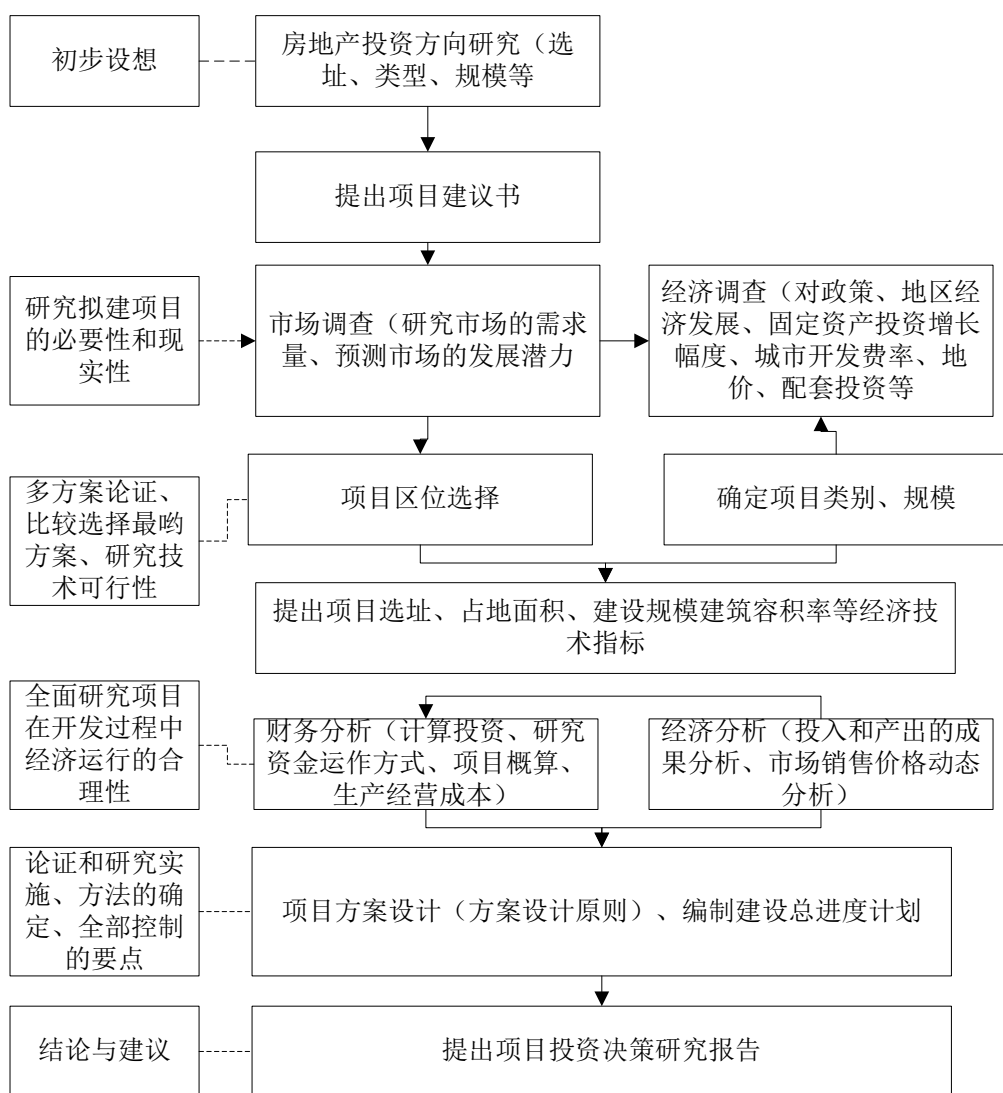 初步设想
房地产投资方向研究（选
址、类型、规模等
提出项目建议书
研究拟建项目
的必要性和现
实性
市场调查（研究市场的需求
量、预测市场的发展潜力
经济调查（对政策、地区经
济发展、固定资产投资增长
幅度、城市开发费率、地
价、配套投资等
多方案论证、
比较选择最哟
方案、研究技
术可行性
项目区位选择
确定项目类别、规模
提出项目选址、占地面积、建设规模建筑容积率等经济技
术指标
全面研究项目
在开发过程中
经济运行的合
理性
财务分析（计算投资、研究
资金运作方式、项目概算、
生产经营成本）
经济分析（投入和产出的成
果分析、市场销售价格动态
分析）
论证和研究实
施、方法的确
定、全部控制
的要点
项目方案设计（方案设计原则）、编制建设总进度计划
结论与建议
提出项目投资决策研究报告